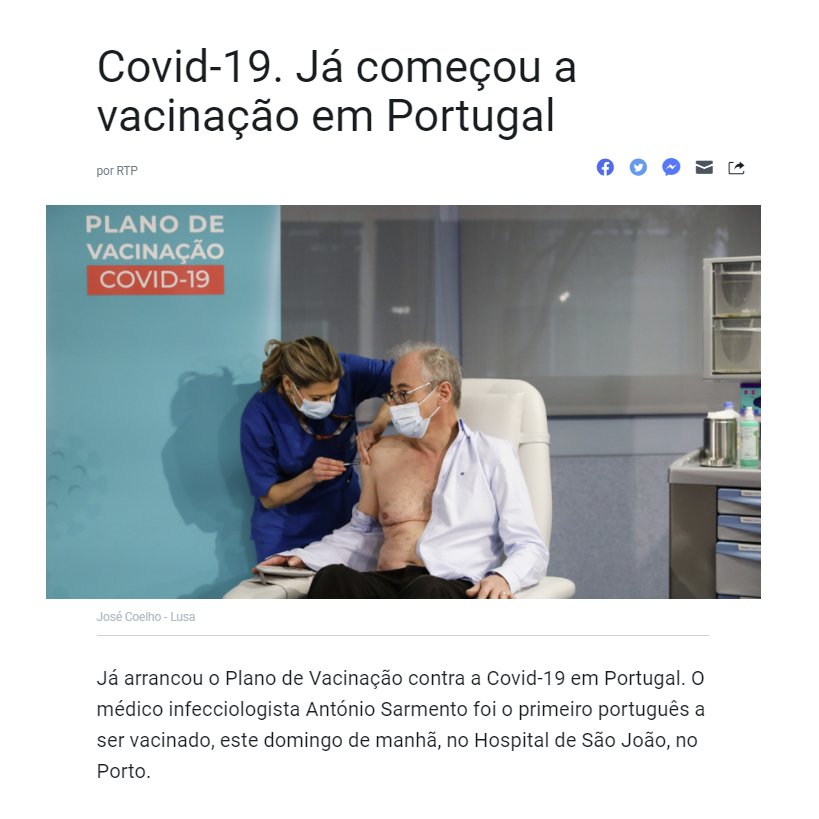 Covid-19. Já começou a
vacinação em Portugal
por RTP
PLANO DE
VACINAÇÃO
COVID-19
José Coelho - Lusa
Já arrancou o Plano de Vacinação contra a Covid-19 em Portugal. O
médico infecciologista António Sarmento foi o primeiro português a
ser vacinado, este domingo de manhã, no Hospital de São João, no
Porto.